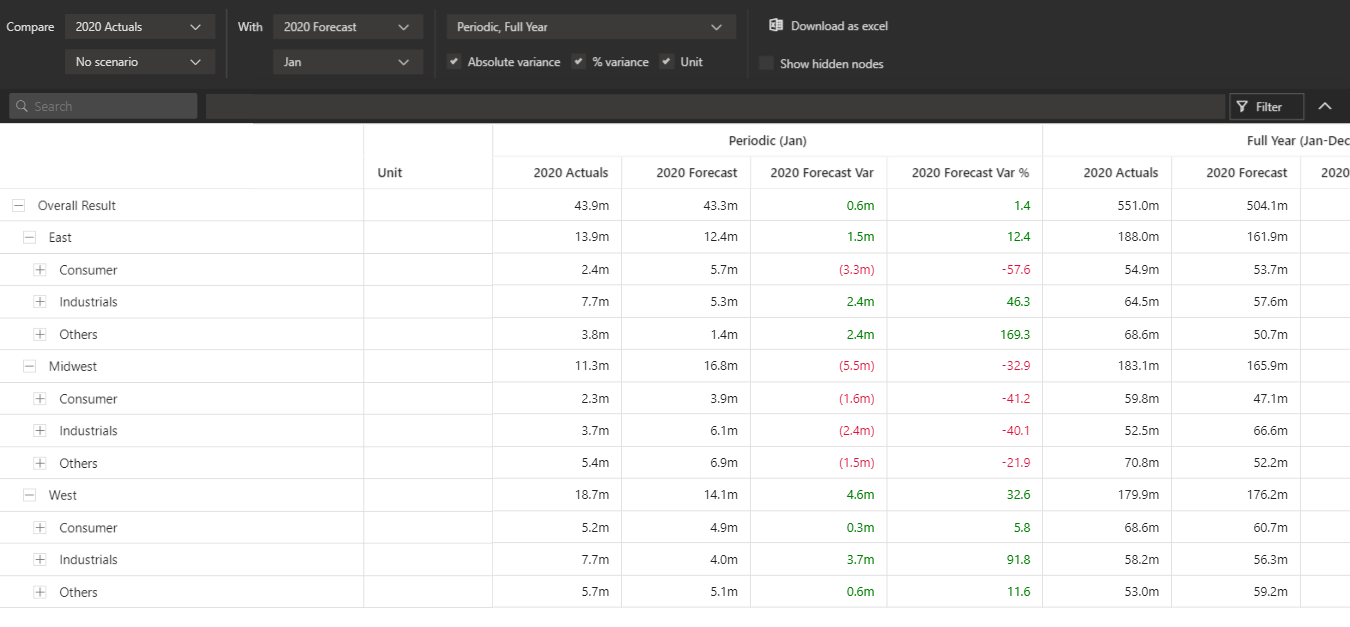 Compare 2020 Actuals With 2020 Forecast Periodic, Full Year Download as excel
No scenario Jan Absolute variance % variance Unit Show hidden nodes
Search Filter
Periodic (Jan) Full Year (Jan-Dec
Unit 2020 Actuals 2020 Forecast 2020 Forecast Var 2020 Forecast Var % 2020 Actuals 2020 Forecast 2020
Overall Result 43.9m 43.3m 0.6m 1.4 551.0m 504.1m
East 13.9m 12.4m 1.5m 12.4 188.0m 161.9m
Consumer 2.4m 5.7m (3.3m) -57.6 54.9m 53.7m
Industrials 7.7m 5.3m 2.4m 46.3 64.5m 57.6m
Others 3.8m 1.4m 2.4m 169.3 68.6m 50.7m
Midwest 11.3m 16.8m (5.5m) -32.9 183.1m 165.9m
Consumer 2.3m 3.9m (1.6m) -41.2 59.8m 47.1m
Industrials 3.7m 6.1m (2.4m) -40.1 52.5m 66.6m
Others 5.4m 6.9m (1.5m) -21.9 70.8m 52.2m
West 18.7m 14.1m 4.6m 32.6 179.9m 176.2m
Consumer 5.2m 4.9m 0.3m 5.8 68.6m 60.7m
Industrials 7.7m 4.0m 3.7m 91.8 58.2m 56.3m
Others 5.7m 5.1m 0.6m 11.6 53.0m 59.2m